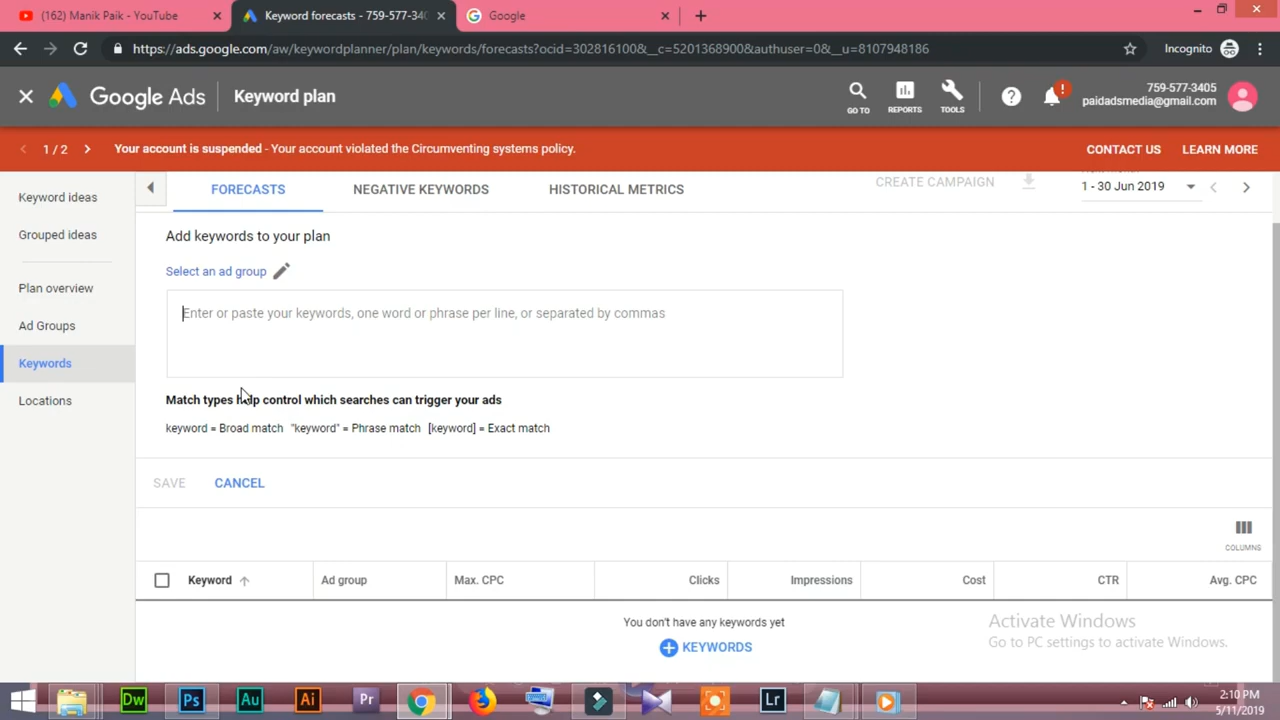 (162) Manik Paik - YouTube
Keyword forecasts - 759-577-340
Google
https://ads.google.com/aw/keywordplanner/plan/keywords/forecasts?ocid=302816100&__c=5201368900&authuser=0&__u=8107948186
Incognito
Google Ads
Keyword plan
GO TO
REPORTS
TOOLS
759-577-3405
paidadsmedia@gmail.com
1 / 2
Your account is suspended - Your account violated the Circumventing systems policy.
CONTACT US
LEARN MORE
Keyword ideas
Grouped ideas
Plan overview
Ad Groups
Keywords
Locations
FORECASTS
NEGATIVE KEYWORDS
HISTORICAL METRICS
CREATE CAMPAIGN
1 - 30 Jun 2019
Add keywords to your plan
Select an ad group
Enter or paste your keywords, one word or phrase per line, or separated by commas
Match types help control which searches can trigger your ads
keyword = Broad match "keyword" = Phrase match [keyword] = Exact match
SAVE
CANCEL
COLUMNS
Keyword
Ad group
Max. CPC
Clicks
Impressions
Cost
CTR
Avg. CPC
You don't have any keywords yet
KEYWORDS
Activate Windows
Go to PC settings to activate Windows.
Dw
Ps
Au
Ai
Pr
Lr
2:10 PM
5/11/2019